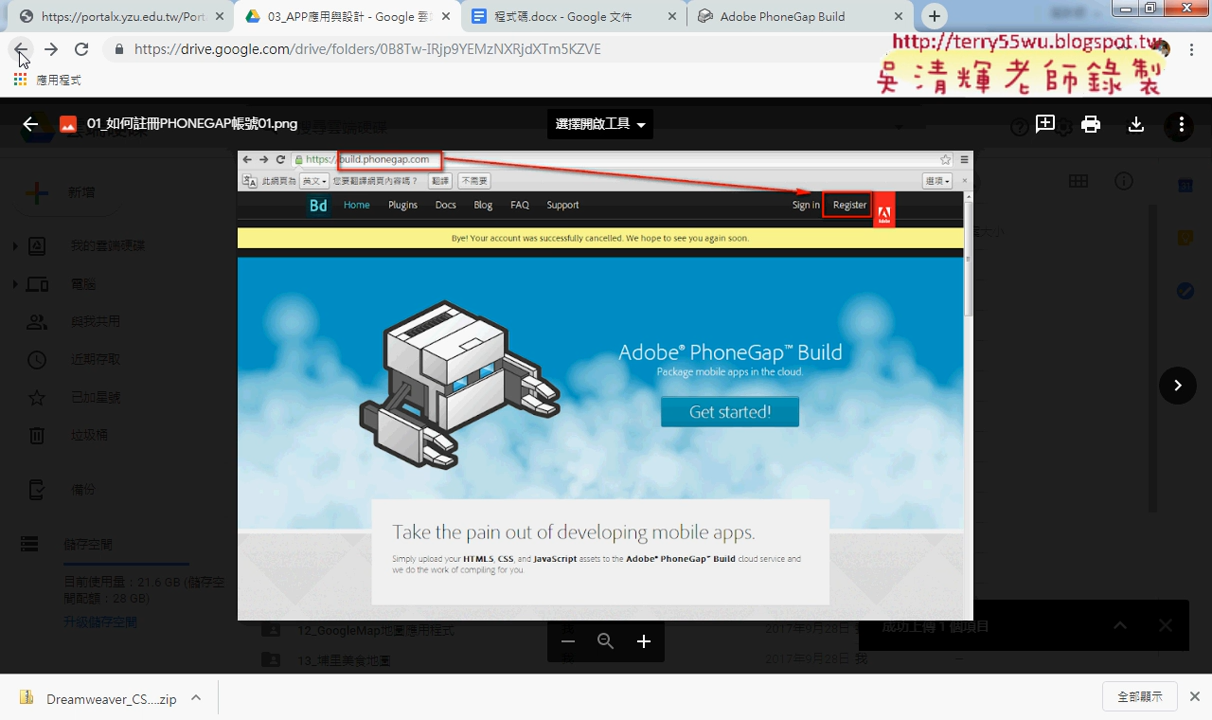 https://portalx.yzu.edu.tw/Port
03_APP應用與設計 - Google 雲
程式碼.docx - Google 文件
Adobe PhoneGap Build
https://drive.google.com/drive/folders/0B8Tw-IRjp9YEMzNXRjdXTm5KZVE
http://terry55wu.blogspot.tw
吳清輝老師錄製
應用程式
01_如何註冊PHONEGAP帳號01.png
選擇開啟工具
新增
我的雲端硬碟
電腦
與我共用
近期存取
已加星號
垃圾桶
備份
儲存空間
目前使用量：21.6 GB (儲存空
間配額：28 GB)
升級儲存空間
https://build.phonegap.com
此網頁為 英文 您要翻譯網頁內容嗎？ 翻譯 不需要 選項
Bd Home Plugins Docs Blog FAQ Support Sign in Register
Bye! Your account was successfully cancelled. We hope to see you again soon.
Adobe® PhoneGap™ Build
Package mobile apps in the cloud.
Get started!
Take the pain out of developing mobile apps.
Simply upload your HTML5, CSS, and JavaScript assets to the Adobe® PhoneGap™ Build cloud service and
we do the work of compiling for you.
12_GoogleMap地圖應用程式
2017年9月28日 我
成功上傳 1 個項目
13_埔里美食地圖
2017年9月28日 我
Dreamweaver_CS....zip
全部顯示